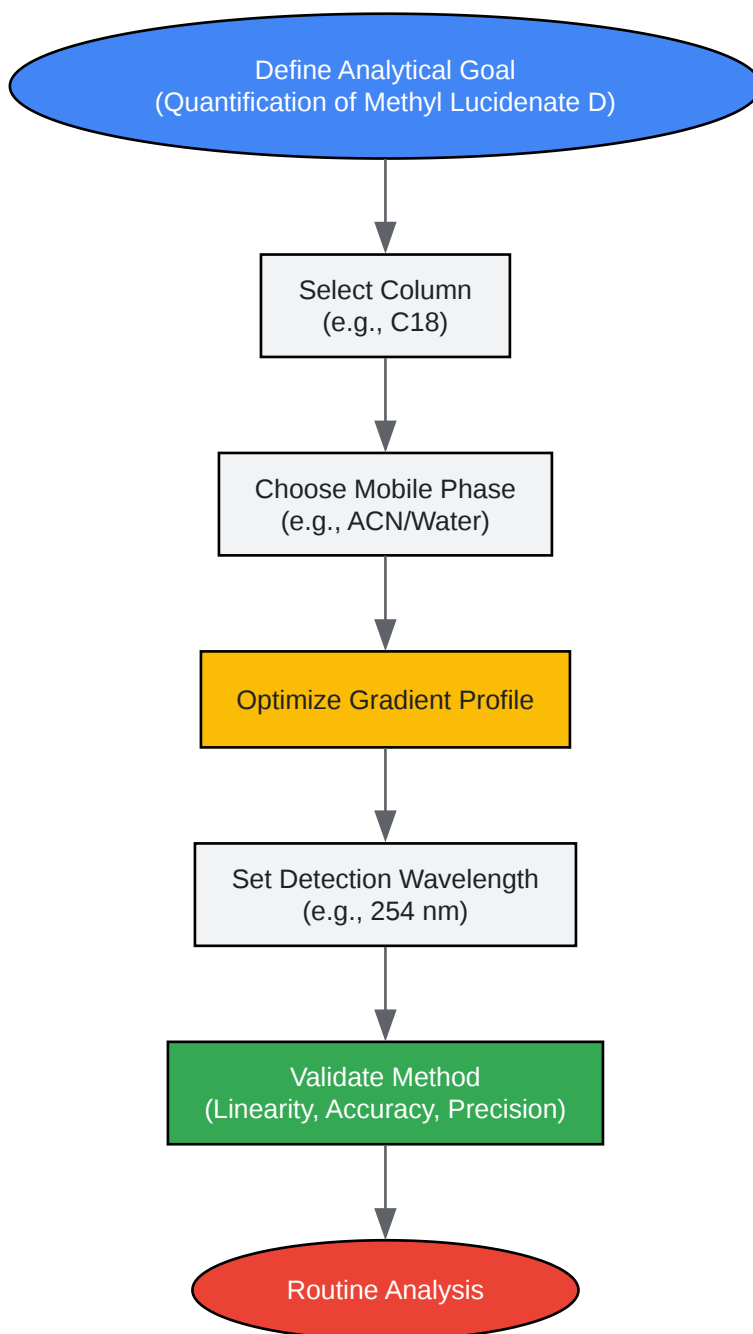 Define Analytical Goal
(Quantification of Methyl Lucidenate D)
Select Column
(e.g., C18)
Choose Mobile Phase
(e.g., ACN/Water)
Optimize Gradient Profile
Set Detection Wavelength
(e.g., 254 nm)
Validate Method
(Linearity, Accuracy, Precision)
Routine Analysis